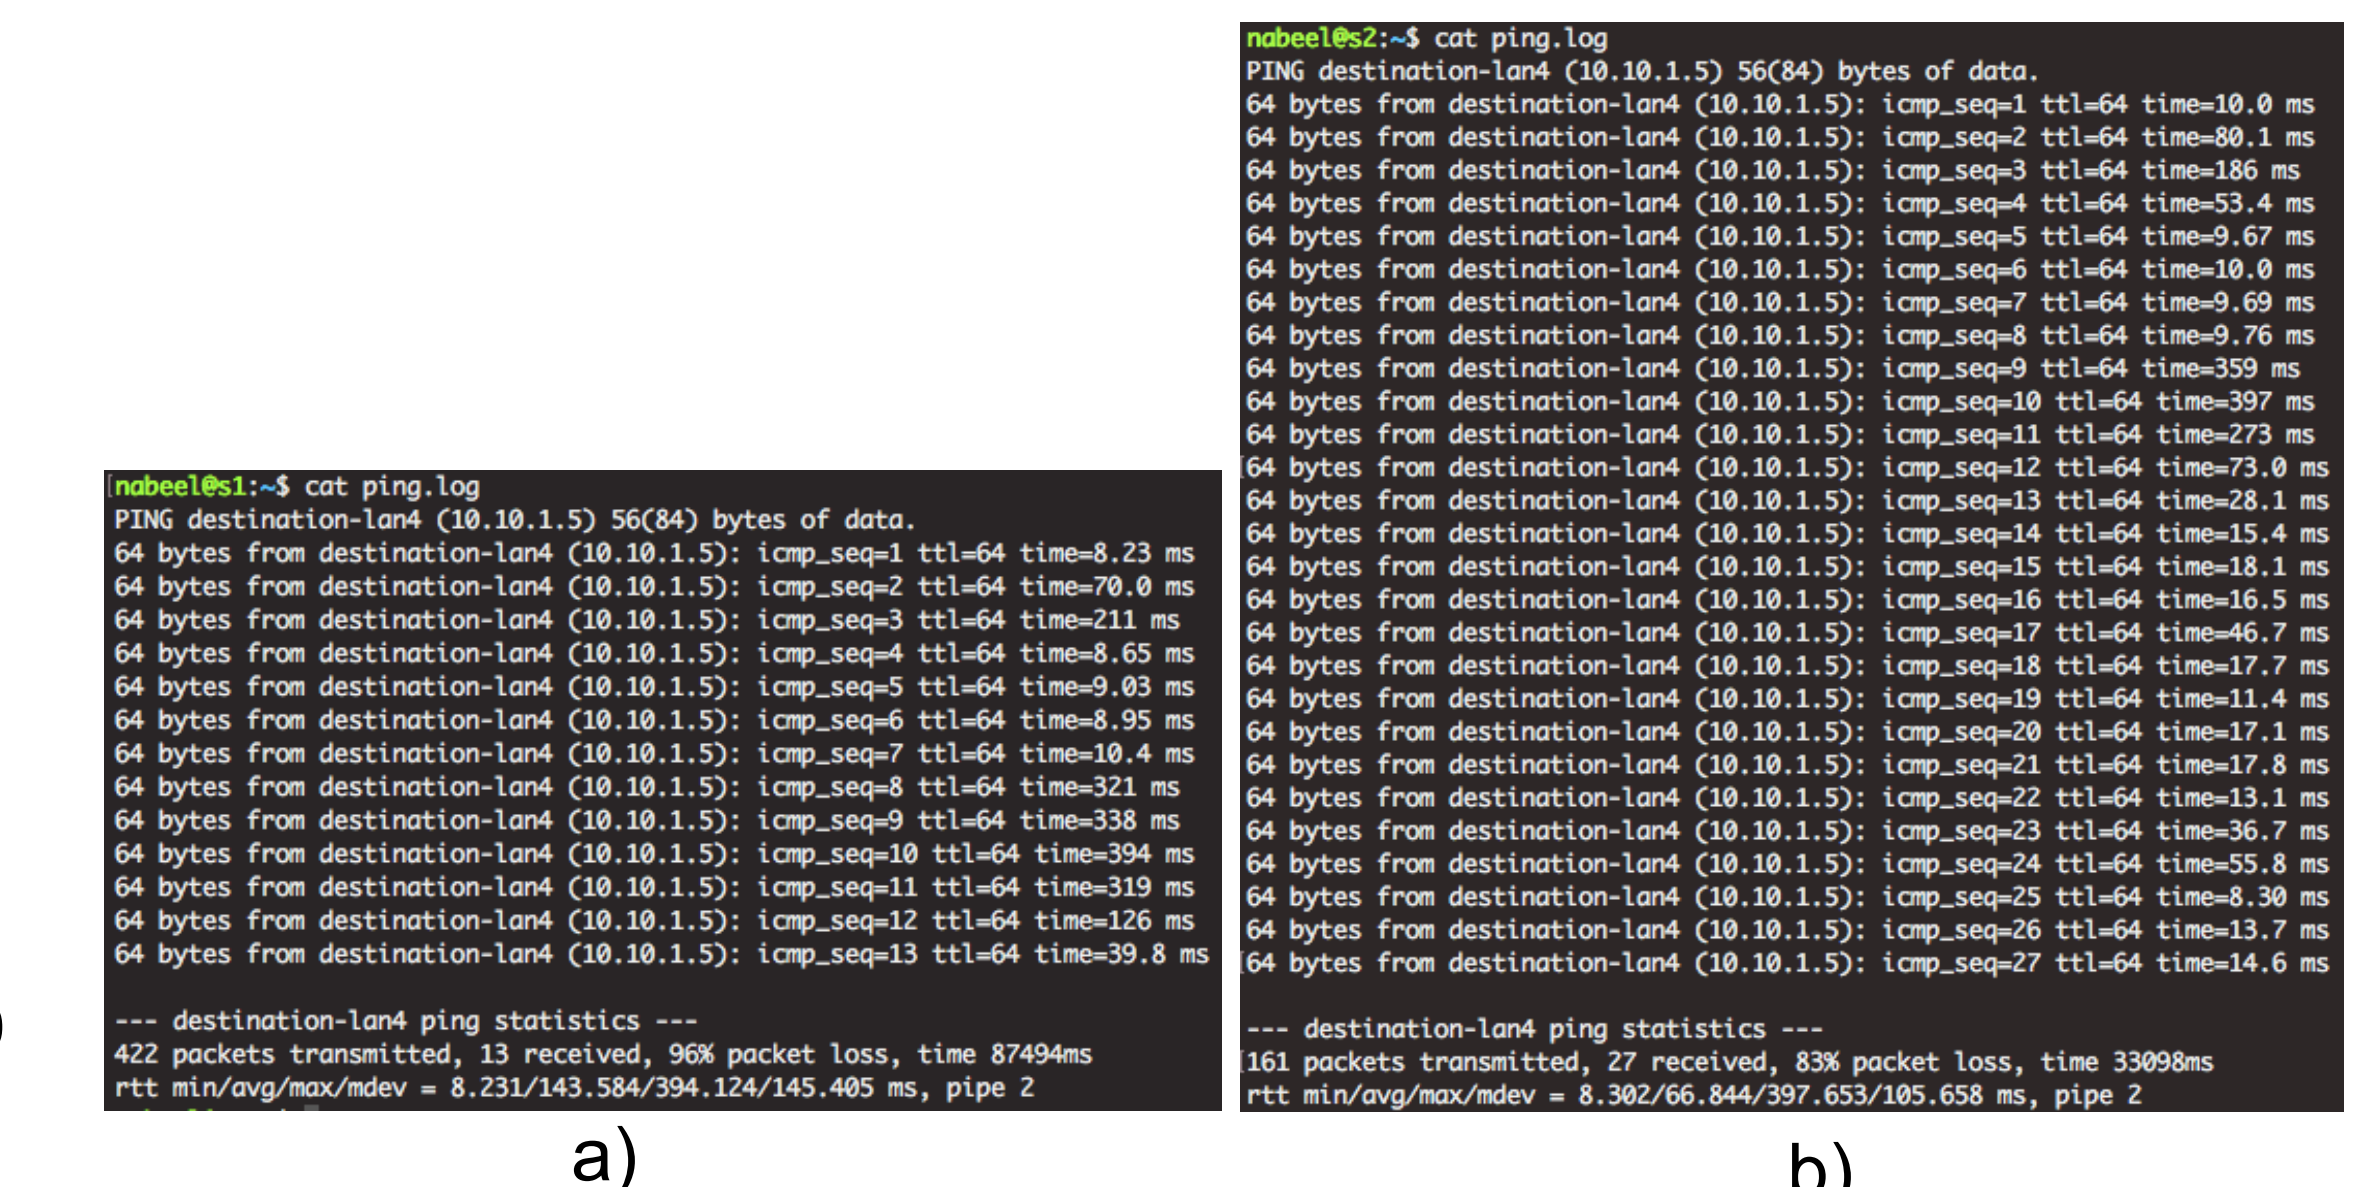 [nabeel@s1:~$ cat ping.log
PING destination-lan4 (10.10.1.5) 56(84) bytes of data.
64 bytes from destination-lan4 (10.10.1.5): icmp_seq=1 ttl=64 time=8.23 ms
64 bytes from destination-lan4 (10.10.1.5): icmp_seq=2 ttl=64 time=70.0 ms
64 bytes from destination-lan4 (10.10.1.5): icmp_seq=3 ttl=64 time=211 ms
64 bytes from destination-lan4 (10.10.1.5): icmp_seq=4 ttl=64 time=8.65 ms
64 bytes from destination-lan4 (10.10.1.5): icmp_seq=5 ttl=64 time=9.03 ms
64 bytes from destination-lan4 (10.10.1.5): icmp_seq=6 ttl=64 time=8.95 ms
64 bytes from destination-lan4 (10.10.1.5): icmp_seq=7 ttl=64 time=10.4 ms
64 bytes from destination-lan4 (10.10.1.5): icmp_seq=8 ttl=64 time=321 ms
64 bytes from destination-lan4 (10.10.1.5): icmp_seq=9 ttl=64 time=338 ms
64 bytes from destination-lan4 (10.10.1.5): icmp_seq=10 ttl=64 time=394 ms
64 bytes from destination-lan4 (10.10.1.5): icmp_seq=11 ttl=64 time=319 ms
64 bytes from destination-lan4 (10.10.1.5): icmp_seq=12 ttl=64 time=126 ms
64 bytes from destination-lan4 (10.10.1.5): icmp_seq=13 ttl=64 time=39.8 ms
--- destination-lan4 ping statistics ---
422 packets transmitted, 13 received, 96% packet loss, time 87494ms
rtt min/avg/max/mdev = 8.231/143.584/394.124/145.405 ms, pipe 2
a)
nabeel@s2:~$ cat ping.log
PING destination-lan4 (10.10.1.5) 56(84) bytes of data.
64 bytes from destination-lan4 (10.10.1.5): icmp_seq=1 ttl=64 time=10.0 ms
64 bytes from destination-lan4 (10.10.1.5): icmp_seq=2 ttl=64 time=80.1 ms
64 bytes from destination-lan4 (10.10.1.5): icmp_seq=3 ttl=64 time=186 ms
64 bytes from destination-lan4 (10.10.1.5): icmp_seq=4 ttl=64 time=53.4 ms
64 bytes from destination-lan4 (10.10.1.5): icmp_seq=5 ttl=64 time=9.67 ms
64 bytes from destination-lan4 (10.10.1.5): icmp_seq=6 ttl=64 time=10.0 ms
64 bytes from destination-lan4 (10.10.1.5): icmp_seq=7 ttl=64 time=9.69 ms
64 bytes from destination-lan4 (10.10.1.5): icmp_seq=8 ttl=64 time=9.76 ms
64 bytes from destination-lan4 (10.10.1.5): icmp_seq=9 ttl=64 time=359 ms
64 bytes from destination-lan4 (10.10.1.5): icmp_seq=10 ttl=64 time=397 ms
64 bytes from destination-lan4 (10.10.1.5): icmp_seq=11 ttl=64 time=273 ms
[64 bytes from destination-lan4 (10.10.1.5): icmp_seq=12 ttl=64 time=73.0 ms
64 bytes from destination-lan4 (10.10.1.5): icmp_seq=13 ttl=64 time=28.1 ms
64 bytes from destination-lan4 (10.10.1.5): icmp_seq=14 ttl=64 time=15.4 ms
64 bytes from destination-lan4 (10.10.1.5): icmp_seq=15 ttl=64 time=18.1 ms
64 bytes from destination-lan4 (10.10.1.5): icmp_seq=16 ttl=64 time=16.5 ms
64 bytes from destination-lan4 (10.10.1.5): icmp_seq=17 ttl=64 time=46.7 ms
64 bytes from destination-lan4 (10.10.1.5): icmp_seq=18 ttl=64 time=17.7 ms
64 bytes from destination-lan4 (10.10.1.5): icmp_seq=19 ttl=64 time=11.4 ms
64 bytes from destination-lan4 (10.10.1.5): icmp_seq=20 ttl=64 time=17.1 ms
64 bytes from destination-lan4 (10.10.1.5): icmp_seq=21 ttl=64 time=17.8 ms
64 bytes from destination-lan4 (10.10.1.5): icmp_seq=22 ttl=64 time=13.1 ms
64 bytes from destination-lan4 (10.10.1.5): icmp_seq=23 ttl=64 time=36.7 ms
64 bytes from destination-lan4 (10.10.1.5): icmp_seq=24 ttl=64 time=55.8 ms
64 bytes from destination-lan4 (10.10.1.5): icmp_seq=25 ttl=64 time=8.30 ms
64 bytes from destination-lan4 (10.10.1.5): icmp_seq=26 ttl=64 time=13.7 ms
[64 bytes from destination-lan4 (10.10.1.5): icmp_seq=27 ttl=64 time=14.6 ms
--- destination-lan4 ping statistics ---
[161 packets transmitted, 27 received, 83% packet loss, time 33098ms
rtt min/avg/max/mdev = 8.302/66.844/397.653/105.658 ms, pipe 2
b)